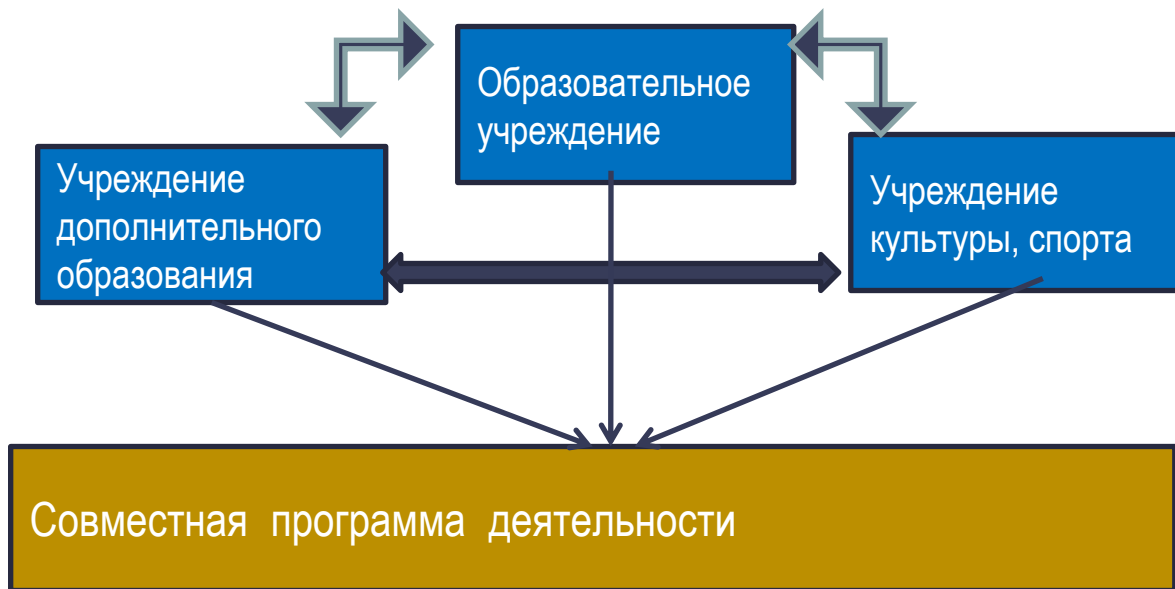 Образовательное
учреждение
Учреждение
дополнительного
образования
Учреждение
культуры, спорта
Совместная программа деятельности